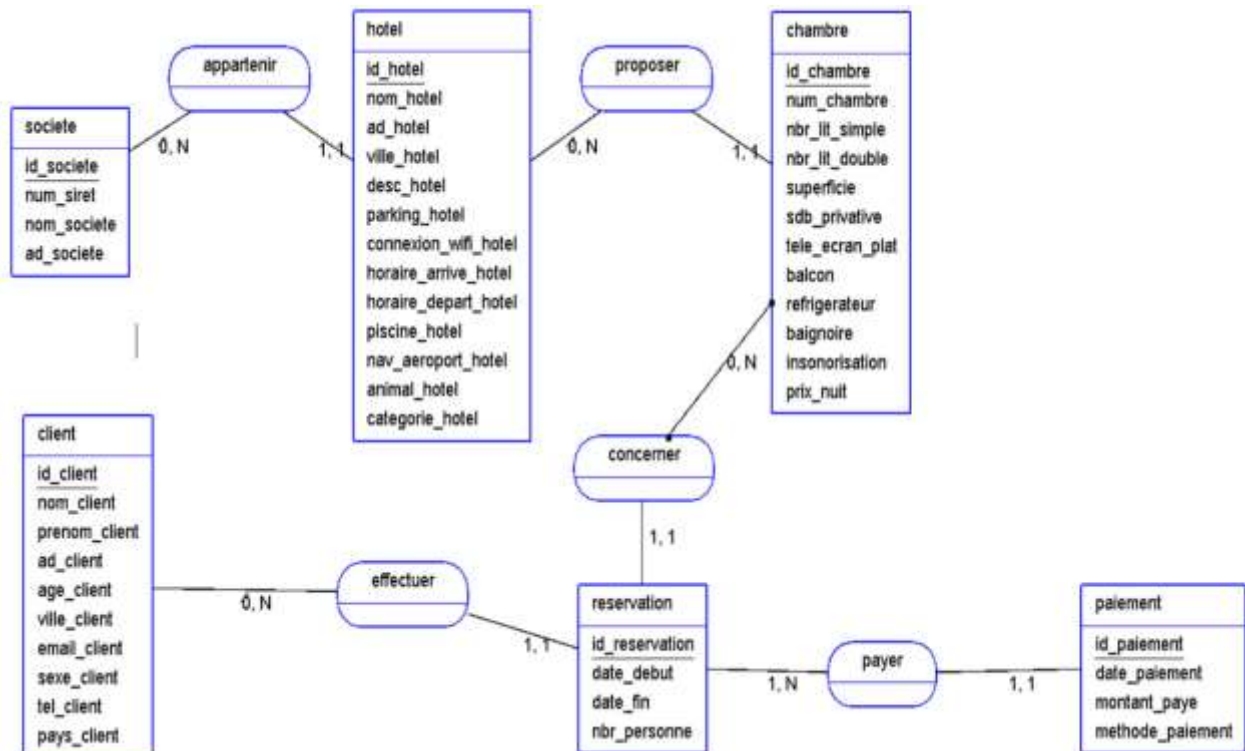 hotel
id_hotel
nom_hotel
ad_hotel
ville_hotel
desc_hotel
parking_hotel
connexion_wifi_hotel
horaire_arrive_hotel
horaire_depart_hotel
piscine_hotel
nav_aeroport_hotel
animal_hotel
categorie_hotel
chambre
id_chambre
num_chambre
nbr_lit_simple
nbr_lit_double
superficie
sdb_privative
tele_ecran_plat
balcon
refrigerateur
baignoire
insonorisation
prix_nuit
appartenir
0, N
1, 1
proposer
0, N
1, 1
societe
id_societe
num_siret
nom_societe
ad_societe
concerner
0, N
1, 1
client
id_client
nom_client
prenom_client
ad_client
age_client
ville_client
email_client
sexe_client
tel_client
pays_client
effectuer
0, N
1, 1
reservation
id_reservation
date_debut
date_fin
nbr_personne
payer
1, N
1, 1
paiement
id_paiement
date_paiement
montant_paye
methode_paiement